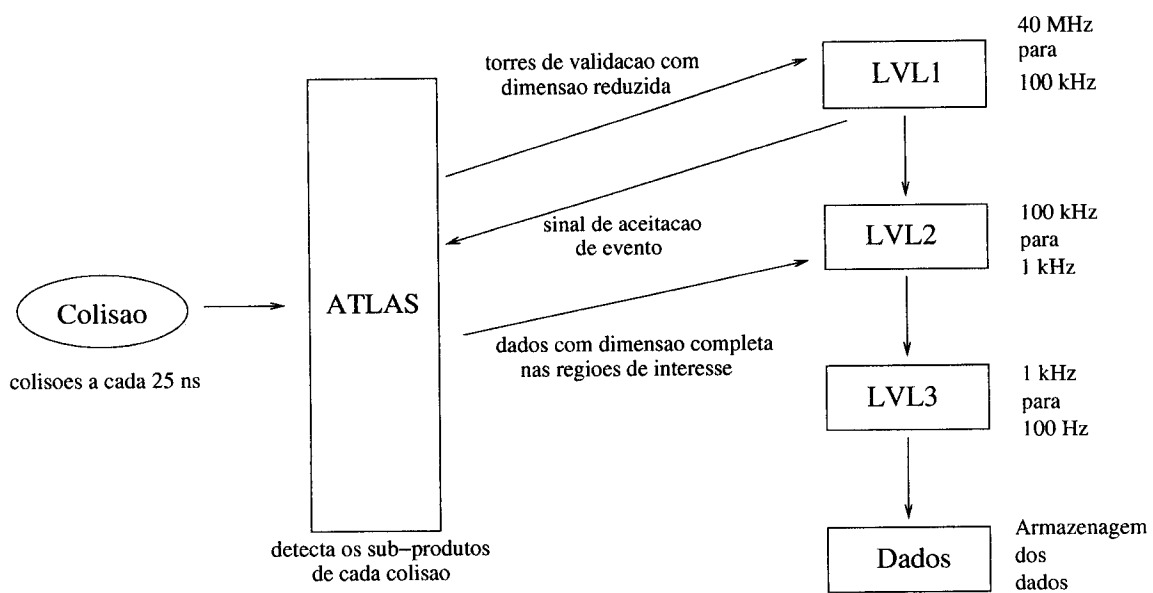 40 MHz
para
100 kHz
LVL1
torres de validacao com
dimensao reduzida
sinal de aceitacao
de evento
100 kHz
para
1 kHz
LVL2
Colisao
colisoes a cada 25 ns
ATLAS
dados com dimensao completa
nas regioes de interesse
1 kHz
para
100 Hz
LVL3
detecta os sub−produtos
de cada colisao
Dados
Armazenagem
dos
dados